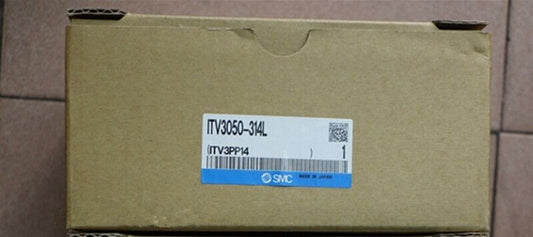 ITV3050-314L
(ITV3PP14 ) 1
SMC MADE IN JAPAN